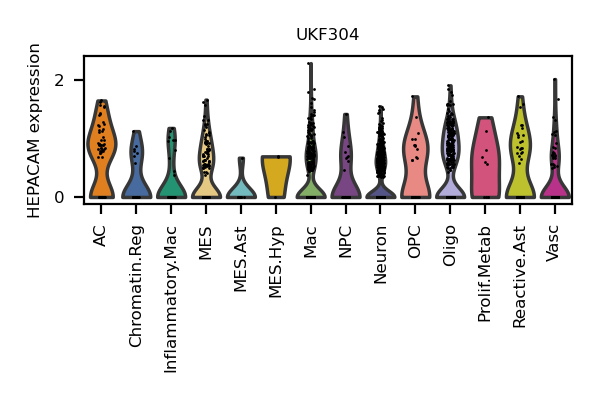 UKF304
HEPACAM expression
2
0
AC
Chromatin.Reg
Inflammatory.Mac
MES
MES.Ast
MES.Hyp
Mac
NPC
Neuron
OPC
Oligo
Prolif.Metab
Reactive.Ast
Vasc